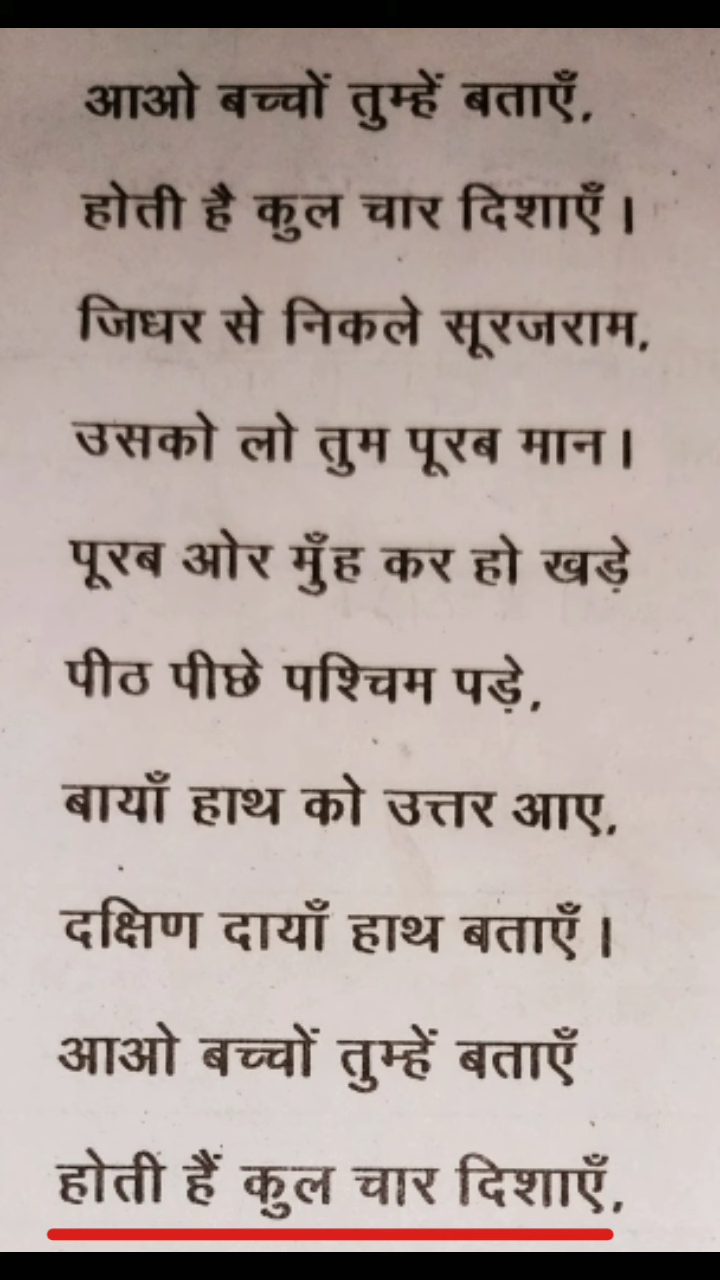 आओ बच्चों तुम्हें बताएँ,
होती है कुल चार दिशाएँ।
जिधर से निकले सूरजराम,
उसको लो तुम पूरब मान।
पूरब ओर मुँह कर हो खड़े
पीठ पीछे पश्चिम पड़े,
बायाँ हाथ को उत्तर आए,
दक्षिण दायाँ हाथ बताएँ।
आओ बच्चों तुम्हें बताएँ
होती हैं कुल चार दिशाएँ,